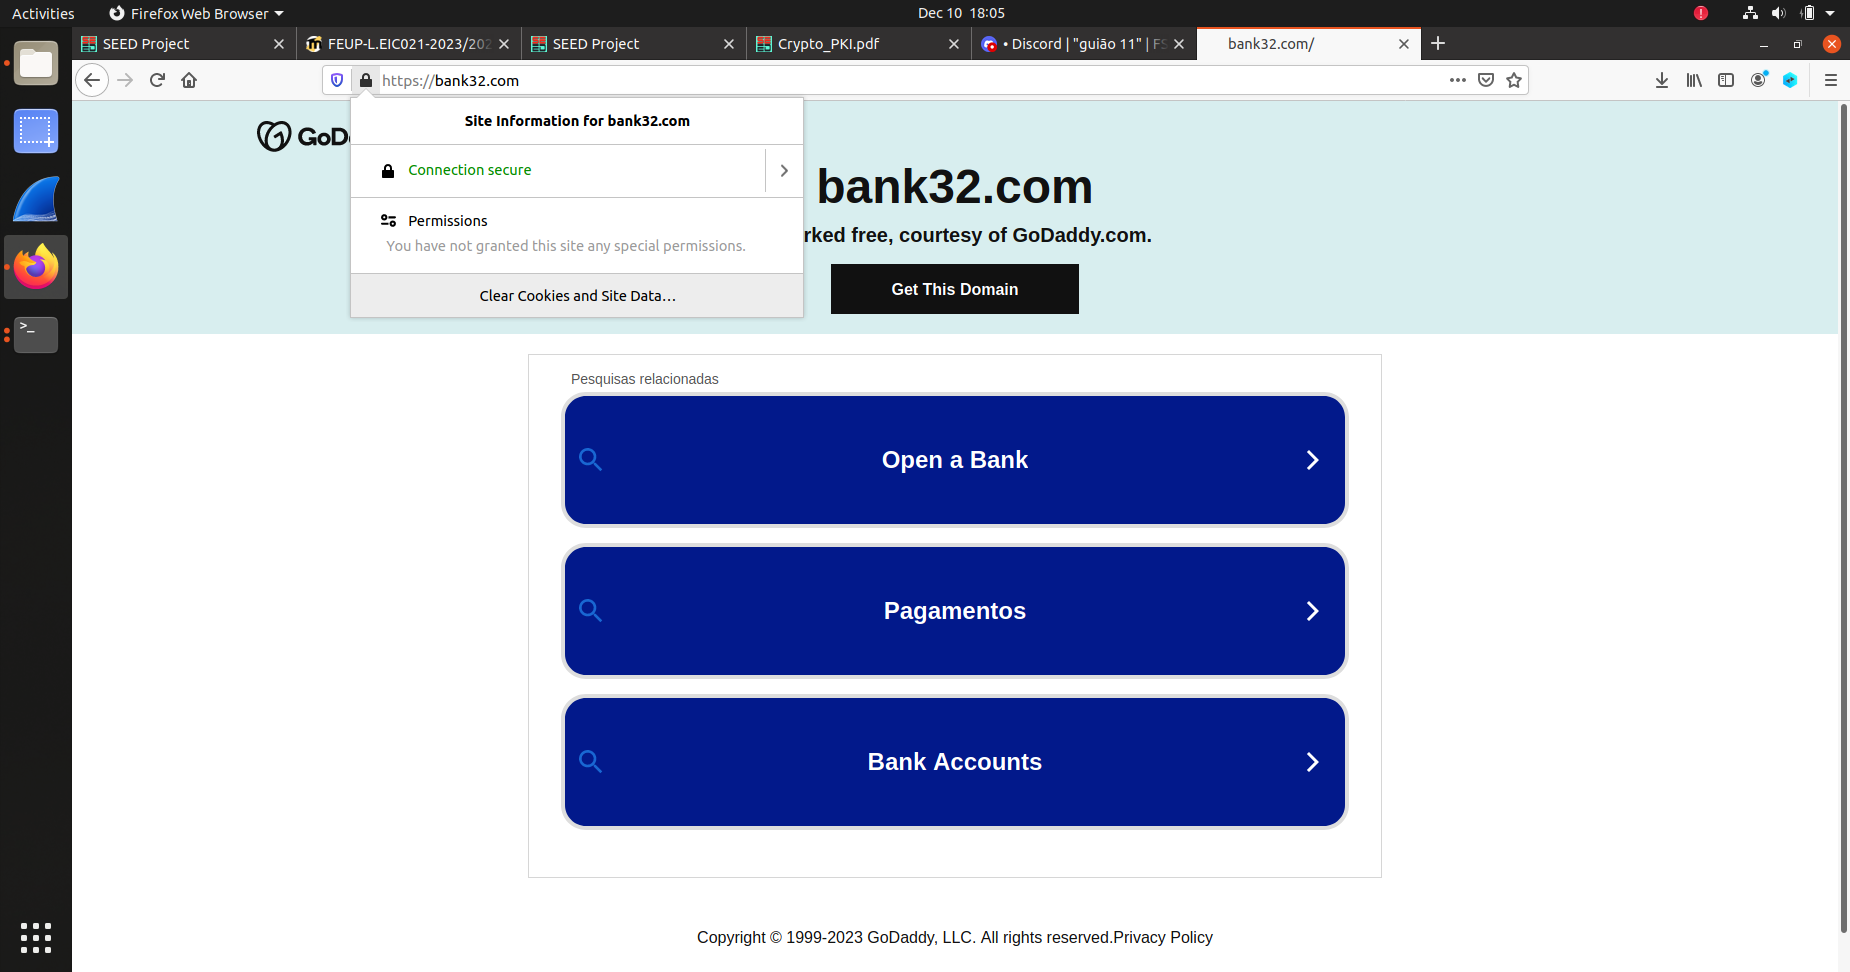 Activities
Firefox Web Browser
Dec 10 18:05
SEED Project
FEUP-L.EIC021-2023/202
SEED Project
Crypto_PKI.pdf
• Discord | "guião 11" | FS
bank32.com/
https://bank32.com
Site Information for bank32.com
Connection secure
Permissions
You have not granted this site any special permissions.
Clear Cookies and Site Data…
GoD
bank32.com
rked free, courtesy of GoDaddy.com.
Get This Domain
Pesquisas relacionadas
Open a Bank
Pagamentos
Bank Accounts
Copyright © 1999-2023 GoDaddy, LLC. All rights reserved.Privacy Policy